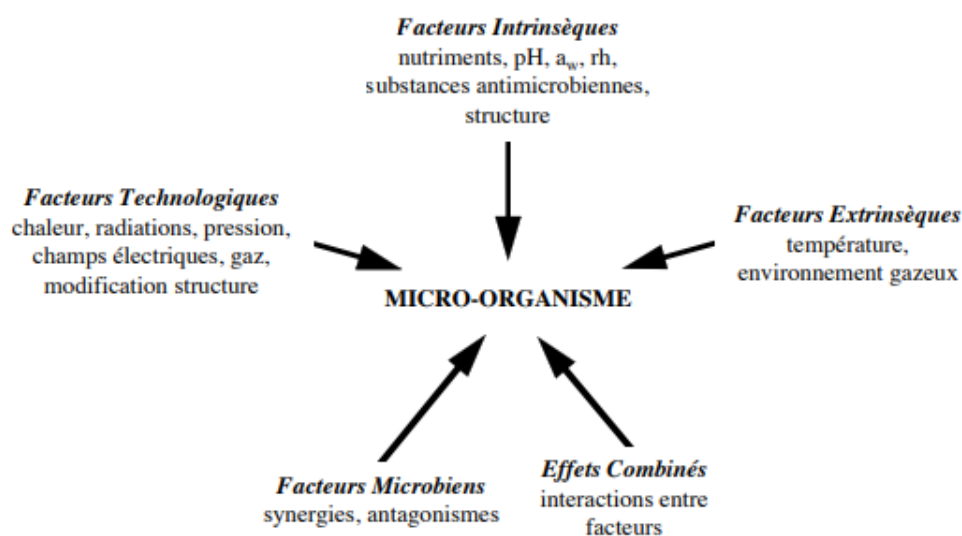 Facteurs Intrinsèques
nutriments, pH, a_w, rh,
substances antimicrobiennes,
structure
Facteurs Technologiques
chaleur, radiations, pression,
champs électriques, gaz,
modification structure
Facteurs Extrinsèques
température,
environnement gazeux
MICRO-ORGANISME
Facteurs Microbiens
synergies, antagonismes
Effets Combinés
interactions entre
facteurs